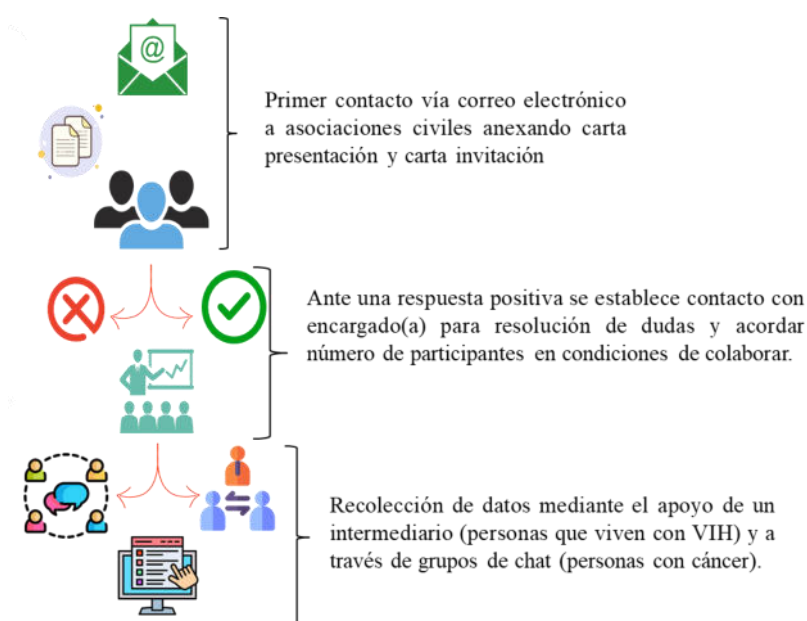 @
Primer contacto vía correo electrónico
a asociaciones civiles anexando carta
presentación y carta invitación
Ante una respuesta positiva se establece contacto con
encargado(a) para resolución de dudas y acordar
número de participantes en condiciones de colaborar.
Recolección de datos mediante el apoyo de un
intermediario (personas que viven con VIH) y a
través de grupos de chat (personas con cáncer).